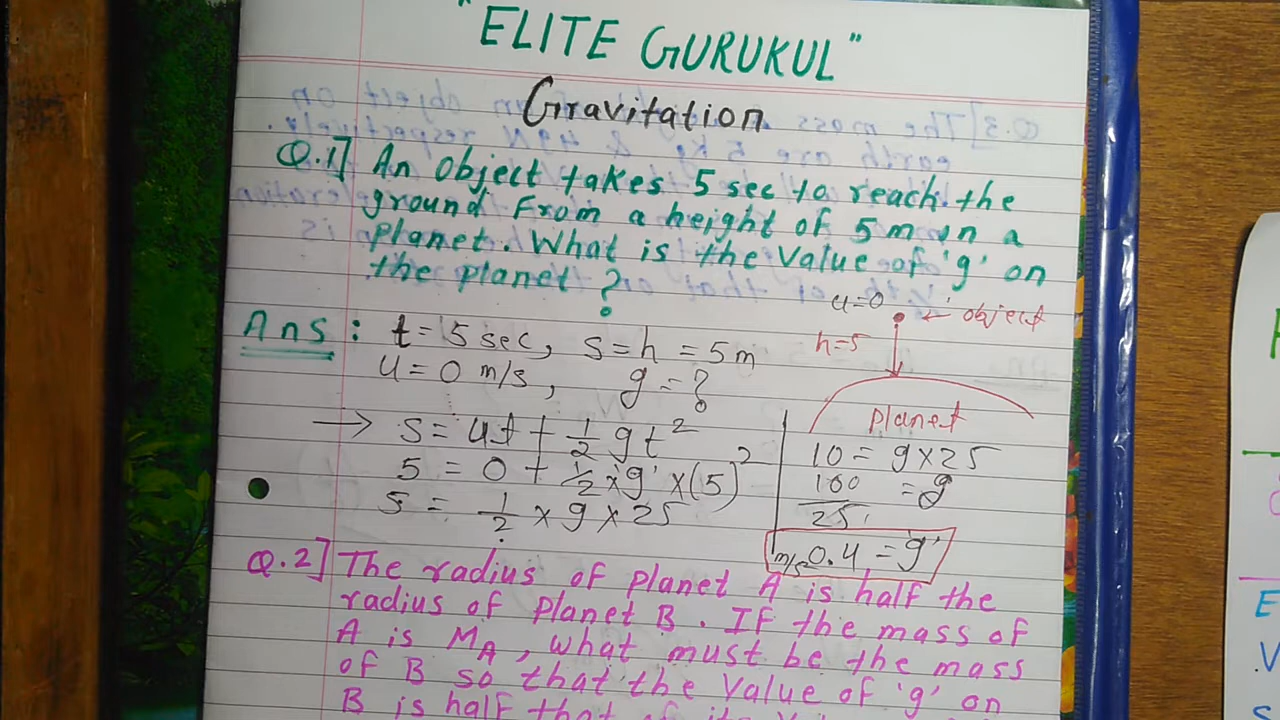 "ELITE GURUKUL"
Gravitation
Q.1] An object takes 5 sec to reach the
ground from a height of 5 m on a
planet. What is the value of 'g' on
the planet ?
u=0
← object
h=5
planet
Ans : t = 5 sec, s = h = 5 m
u = 0 m/s, g = ?
→ s = ut + 1/2 gt²
5 = 0 + 1/2 × 'g' × (5)²
5 = 1/2 × g × 25
10 = g × 25
100/25 = g
m/s² 0.4 = 'g'
Q.2] The radius of planet A is half the
radius of planet B. If the mass of
A is MA, what must be the mass
of B so that the value of 'g' on
B is half that of its